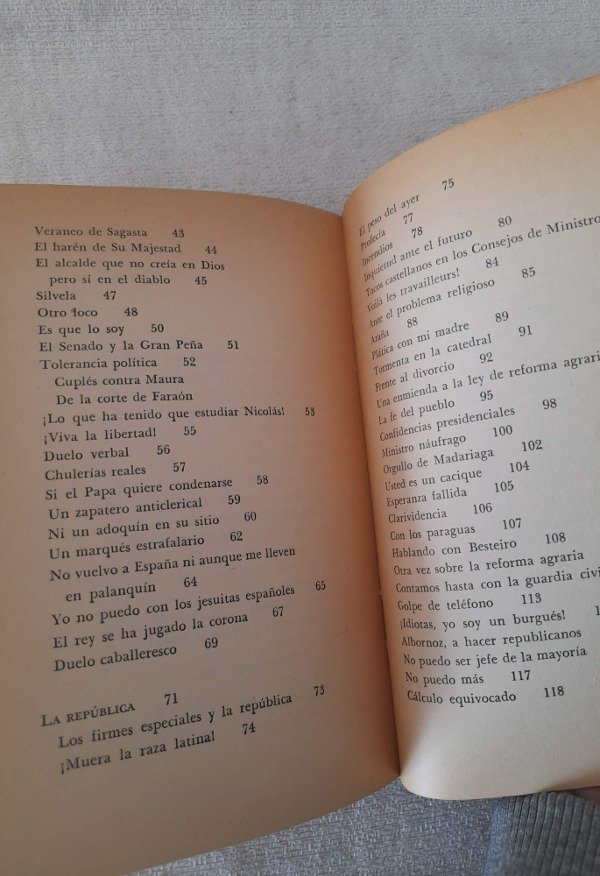 Veraneo de Sagasta 43
El harén de Su Majestad 44
El alcalde que no creía en Dios
pero sí en el diablo 45
Silvela 47
Otro loco 48
Es que lo soy 50
El Senado y la Gran Peña 51
Tolerancia política 52
Cuplés contra Maura
De la corte de Faraón
¡Lo que ha tenido que estudiar Nicolás! 53
¡Viva la libertad! 55
Duelo verbal 56
Chulerías reales 57
Si el Papa quiere condenarse 58
Un zapatero anticlerical 59
Ni un adoquín en su sitio 60
Un marqués estrafalario 62
No vuelvo a España ni aunque me lleven
en palanquín 64
Yo no puedo con los jesuitas españoles 65
El rey se ha jugado la corona 67
Duelo caballeresco 69
LA REPÚBLICA 71
Los firmes especiales y la república 73
¡Muera la raza latina! 74
El peso del ayer 75
Profecía 77
Incendios 78
Inquietud ante el futuro 80
Tacos castellanos en los Consejos de Ministro
Voilà les travailleurs! 84
Ante el problema religioso 85
Araña 88
Plática con mi madre 89
Tormenta en la catedral 91
Frente al divorcio 92
Una enmienda a la ley de reforma agrari
La fe del pueblo 95
Confidencias presidenciales 98
Ministro náufrago 100
Orgullo de Madariaga 102
Usted es un cacique 104
Esperanza fallida 105
Clarividencia 106
Con los paraguas 107
Hablando con Besteiro 108
Otra vez sobre la reforma agraria
Contamos hasta con la guardia civi
Golpe de teléfono 113
¡Idiotas, yo soy un burgués!
Albornoz, a hacer republicanos
No puedo ser jefe de la mayoría
No puedo más 117
Cálculo equivocado 118